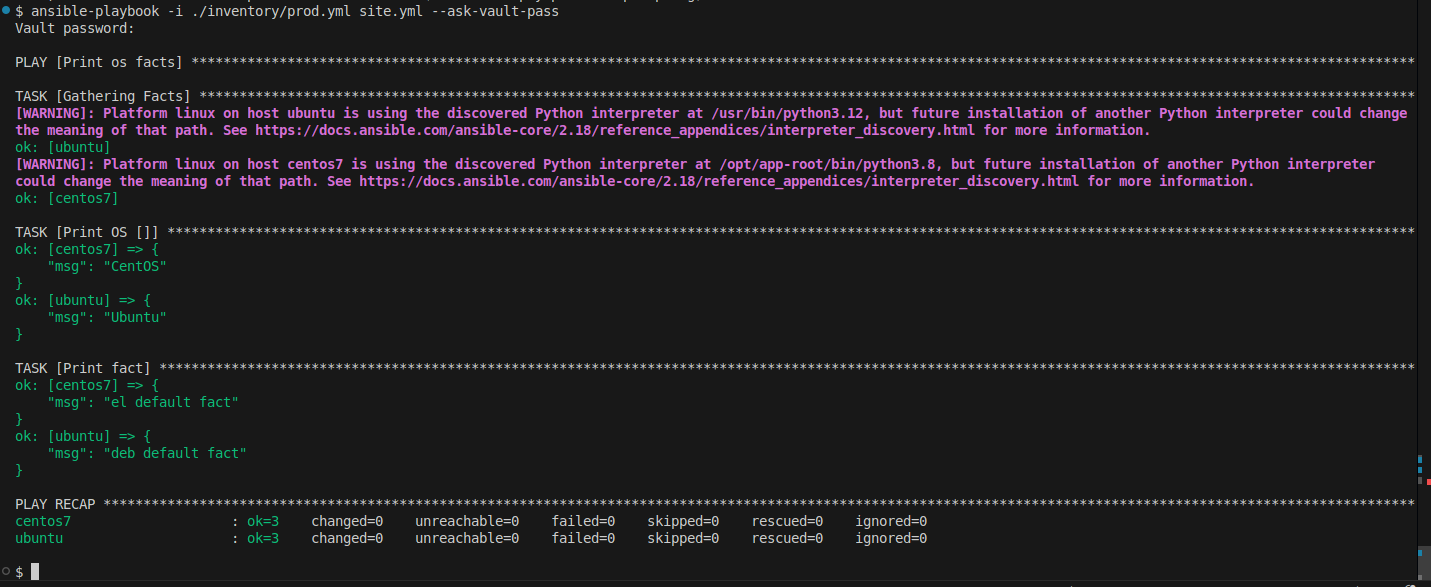 $ ansible-playbook -i ./inventory/prod.yml site.yml --ask-vault-pass
Vault password:
PLAY [Print os facts] *********************************************************************************************************************************************************
TASK [Gathering Facts] ********************************************************************************************************************************************************
[WARNING]: Platform linux on host ubuntu is using the discovered Python interpreter at /usr/bin/python3.12, but future installation of another Python interpreter could change
the meaning of that path. See https://docs.ansible.com/ansible-core/2.18/reference_appendices/interpreter_discovery.html for more information.
ok: [ubuntu]
[WARNING]: Platform linux on host centos7 is using the discovered Python interpreter at /opt/app-root/bin/python3.8, but future installation of another Python interpreter
could change the meaning of that path. See https://docs.ansible.com/ansible-core/2.18/reference_appendices/interpreter_discovery.html for more information.
ok: [centos7]
TASK [Print OS []] ************************************************************************************************************************************************************
ok: [centos7] => {
    "msg": "CentOS"
}
ok: [ubuntu] => {
    "msg": "Ubuntu"
}
TASK [Print fact] *************************************************************************************************************************************************************
ok: [centos7] => {
    "msg": "el default fact"
}
ok: [ubuntu] => {
    "msg": "deb default fact"
}
PLAY RECAP ********************************************************************************************************************************************************************
centos7                    : ok=3    changed=0    unreachable=0    failed=0    skipped=0    rescued=0    ignored=0
ubuntu                     : ok=3    changed=0    unreachable=0    failed=0    skipped=0    rescued=0    ignored=0
$